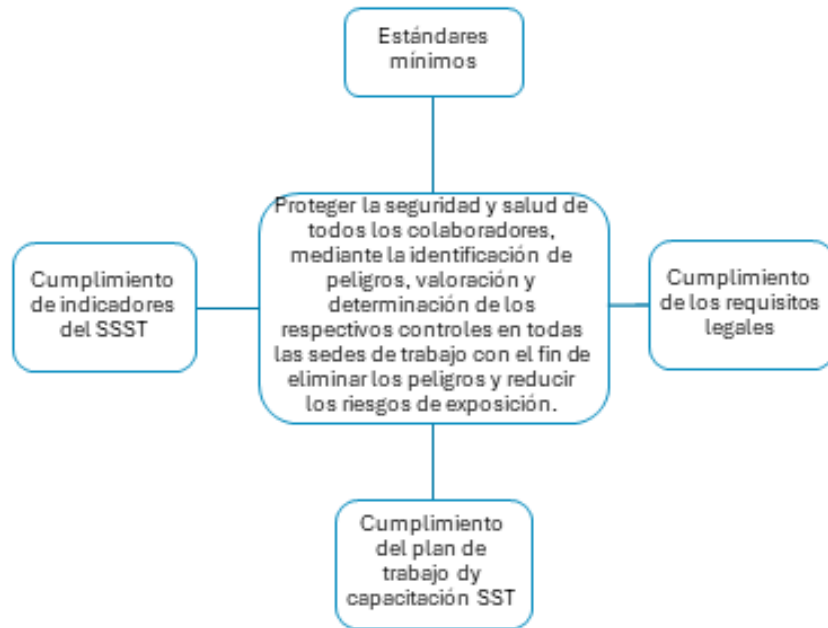 Estándares
mínimos
Proteger la seguridad y salud de
todos los colaboradores,
mediante la identificación de
peligros, valoración y
determinación de los
respectivos controles en todas
las sedes de trabajo con el fin de
eliminar los peligros y reducir
los riesgos de exposición.
Cumplimiento
de indicadores
del SSST
Cumplimiento
de los requisitos
legales
Cumplimiento
del plan de
trabajo dy
capacitación SST